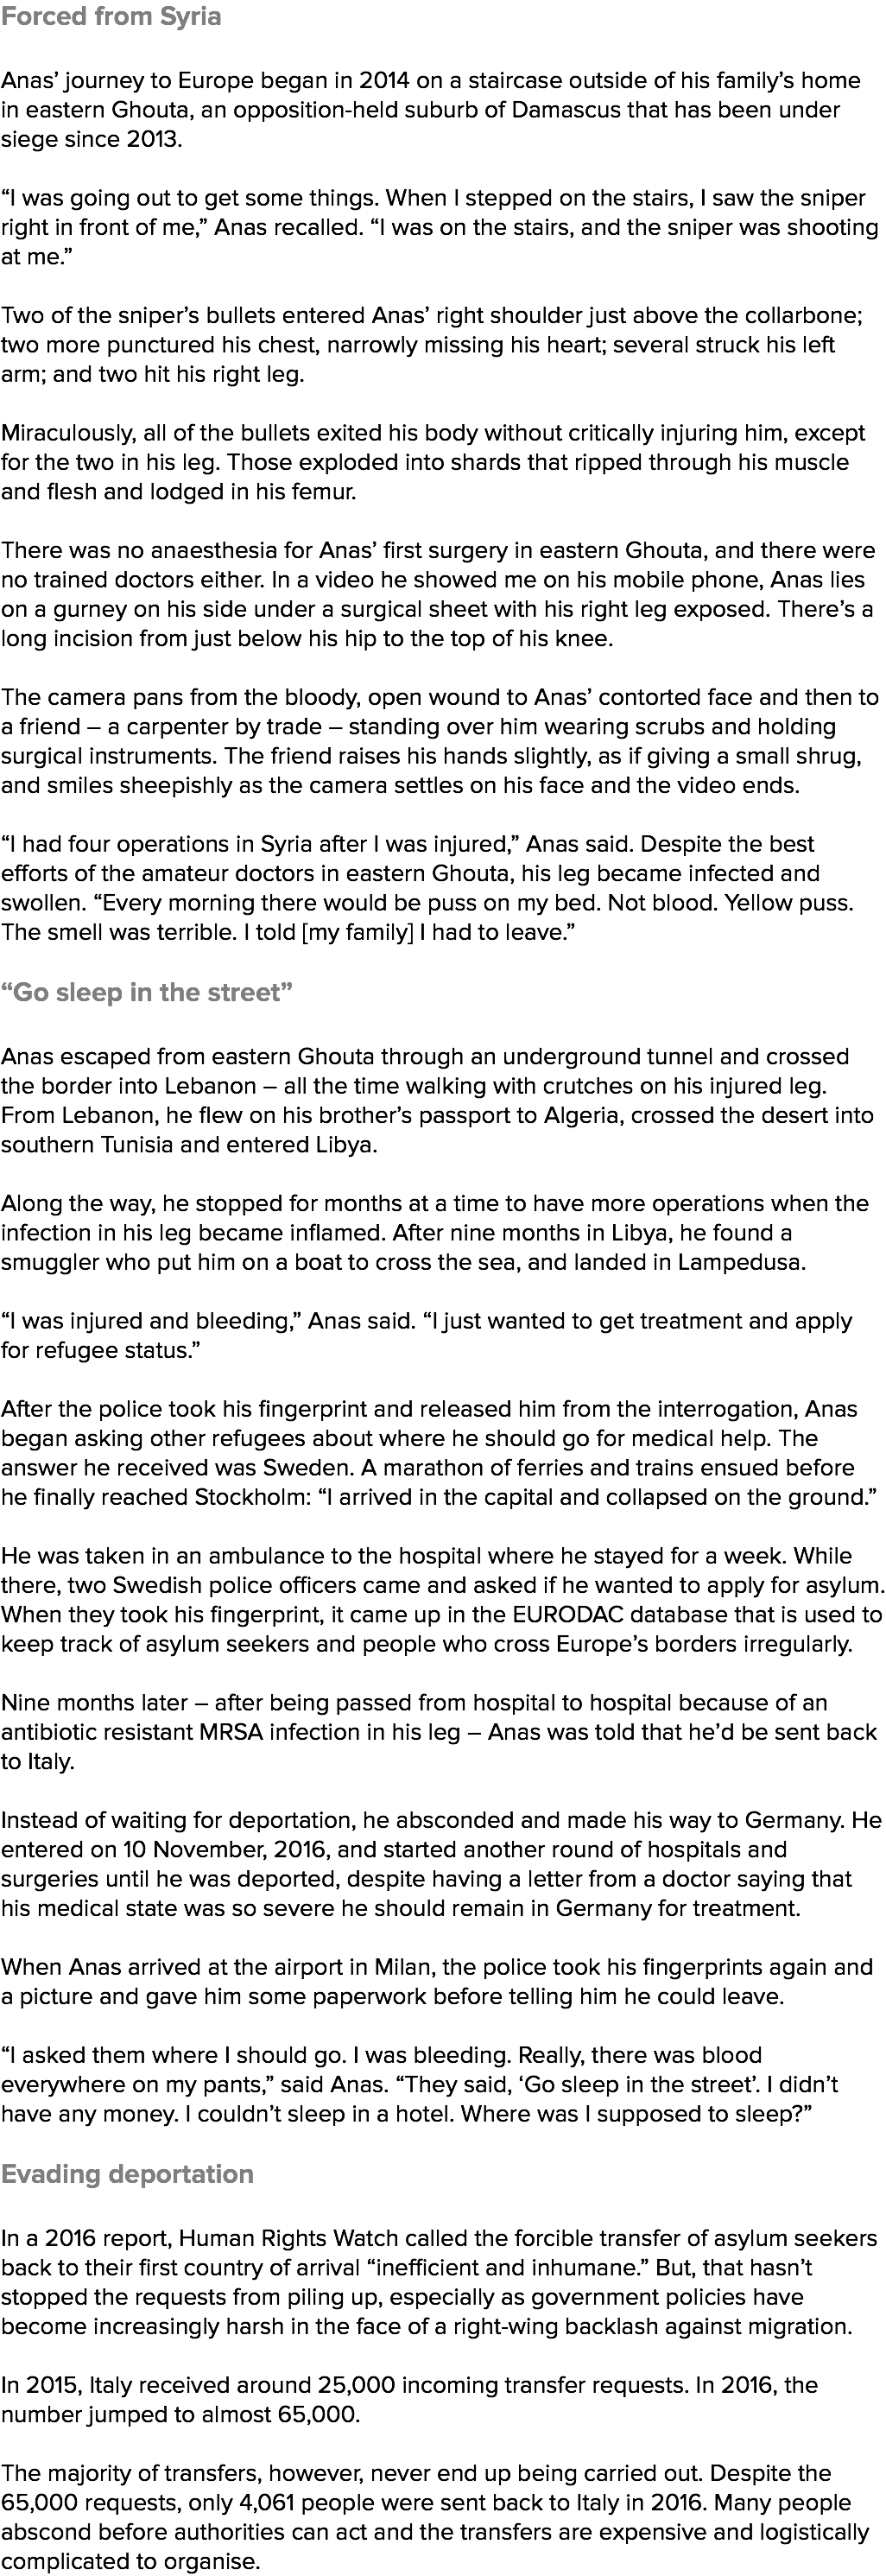 Forced from Syria
Anas’ journey to Europe began in 2014 on a staircase outside of his family’s home
in eastern Ghouta, an opposition-held suburb of Damascus that has been under
siege since 2013.
“I was going out to get some things. When I stepped on the stairs, I saw the sniper
right in front of me,” Anas recalled. “I was on the stairs, and the sniper was shooting
at me.”
Two of the sniper’s bullets entered Anas’ right shoulder just above the collarbone;
two more punctured his chest, narrowly missing his heart; several struck his left
arm; and two hit his right leg.
Miraculously, all of the bullets exited his body without critically injuring him, except
for the two in his leg. Those exploded into shards that ripped through his muscle
and flesh and lodged in his femur.
There was no anaesthesia for Anas’ first surgery in eastern Ghouta, and there were
no trained doctors either. In a video he showed me on his mobile phone, Anas lies
on a gurney on his side under a surgical sheet with his right leg exposed. There’s a
long incision from just below his hip to the top of his knee.
The camera pans from the bloody, open wound to Anas’ contorted face and then to
a friend – a carpenter by trade – standing over him wearing scrubs and holding
surgical instruments. The friend raises his hands slightly, as if giving a small shrug,
and smiles sheepishly as the camera settles on his face and the video ends.
“I had four operations in Syria after I was injured,” Anas said. Despite the best
efforts of the amateur doctors in eastern Ghouta, his leg became infected and
swollen. “Every morning there would be puss on my bed. Not blood. Yellow puss.
The smell was terrible. I told [my family] I had to leave.”
“Go sleep in the street”
Anas escaped from eastern Ghouta through an underground tunnel and crossed
the border into Lebanon – all the time walking with crutches on his injured leg.
From Lebanon, he flew on his brother’s passport to Algeria, crossed the desert into
southern Tunisia and entered Libya.
Along the way, he stopped for months at a time to have more operations when the
infection in his leg became inflamed. After nine months in Libya, he found a
smuggler who put him on a boat to cross the sea, and landed in Lampedusa.
“I was injured and bleeding,” Anas said. “I just wanted to get treatment and apply
for refugee status.”
After the police took his fingerprint and released him from the interrogation, Anas
began asking other refugees about where he should go for medical help. The
answer he received was Sweden. A marathon of ferries and trains ensued before
he finally reached Stockholm: “I arrived in the capital and collapsed on the ground.”
He was taken in an ambulance to the hospital where he stayed for a week. While
there, two Swedish police officers came and asked if he wanted to apply for asylum.
When they took his fingerprint, it came up in the EURODAC database that is used to
keep track of asylum seekers and people who cross Europe’s borders irregularly.
Nine months later – after being passed from hospital to hospital because of an
antibiotic resistant MRSA infection in his leg – Anas was told that he’d be sent back
to Italy.
Instead of waiting for deportation, he absconded and made his way to Germany. He
entered on 10 November, 2016, and started another round of hospitals and
surgeries until he was deported, despite having a letter from a doctor saying that
his medical state was so severe he should remain in Germany for treatment.
When Anas arrived at the airport in Milan, the police took his fingerprints again and
a picture and gave him some paperwork before telling him he could leave.
“I asked them where I should go. I was bleeding. Really, there was blood
everywhere on my pants,” said Anas. “They said, ‘Go sleep in the street’. I didn’t
have any money. I couldn’t sleep in a hotel. Where was I supposed to sleep?”
Evading deportation
In a 2016 report, Human Rights Watch called the forcible transfer of asylum seekers
back to their first country of arrival “inefficient and inhumane.” But, that hasn’t
stopped the requests from piling up, especially as government policies have
become increasingly harsh in the face of a right-wing backlash against migration.
In 2015, Italy received around 25,000 incoming transfer requests. In 2016, the
number jumped to almost 65,000.
The majority of transfers, however, never end up being carried out. Despite the
65,000 requests, only 4,061 people were sent back to Italy in 2016. Many people
abscond before authorities can act and the transfers are expensive and logistically
complicated to organise.